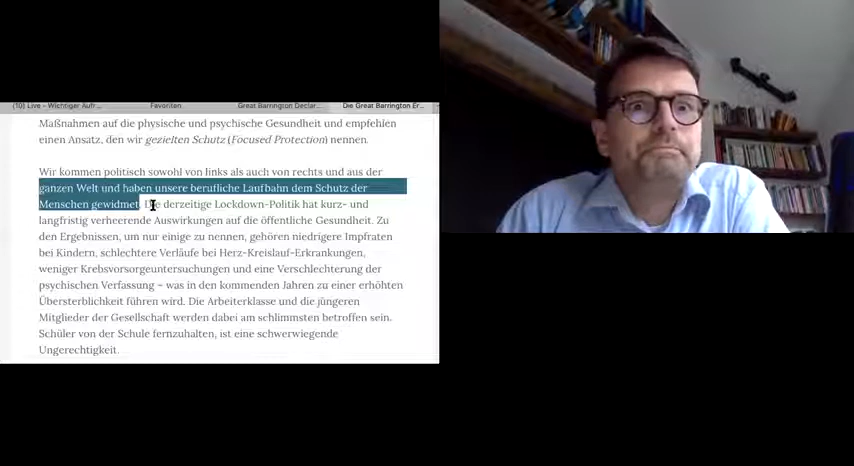 (10) Live - Wichtiger Aufr... Favoriten Great Barrington Declar... Die Great Barrington Er...
Maßnahmen auf die physische und psychische Gesundheit und empfehlen
einen Ansatz, den wir gezielten Schutz (Focused Protection) nennen.
Wir kommen politisch sowohl von links als auch von rechts und aus der
ganzen Welt und haben unsere berufliche Laufbahn dem Schutz der
Menschen gewidmet. Die derzeitige Lockdown-Politik hat kurz- und
langfristig verheerende Auswirkungen auf die öffentliche Gesundheit. Zu
den Ergebnissen, um nur einige zu nennen, gehören niedrigere Impfraten
bei Kindern, schlechtere Verläufe bei Herz-Kreislauf-Erkrankungen,
weniger Krebsvorsorgeuntersuchungen und eine Verschlechterung der
psychischen Verfassung – was in den kommenden Jahren zu einer erhöhten
Übersterblichkeit führen wird. Die Arbeiterklasse und die jüngeren
Mitglieder der Gesellschaft werden dabei am schlimmsten betroffen sein.
Schüler von der Schule fernzuhalten, ist eine schwerwiegende
Ungerechtigkeit.